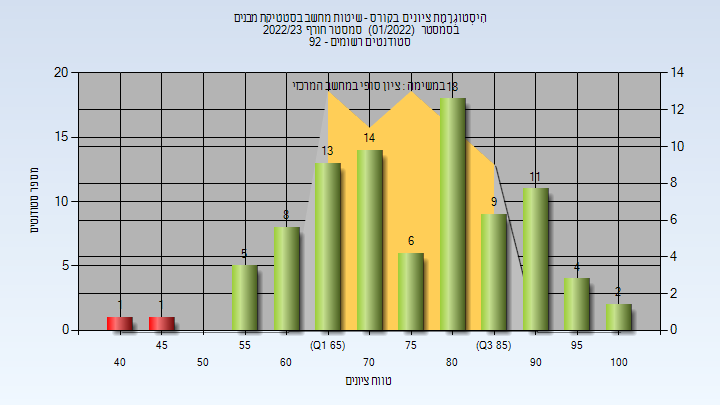 הִיסְטוֹגְרָמַת ציונים בקורס - שיטות מחשב בסטטיקת מבנים
בסמסטר (01/2022) סמסטר חורף 2022/23
סטודנטים רשומים - 92
במשימה : ציון סופי במחשב המרכזי
20 15 10 5 0
14 12 10 8 6 4 2 0
מספר סטודנטים
1 1 5 8 13 14 6 18 9 11 4 2
45 55 (Q1 65) 75 (Q3 85) 95
40 50 60 70 80 90 100
טווח ציונים